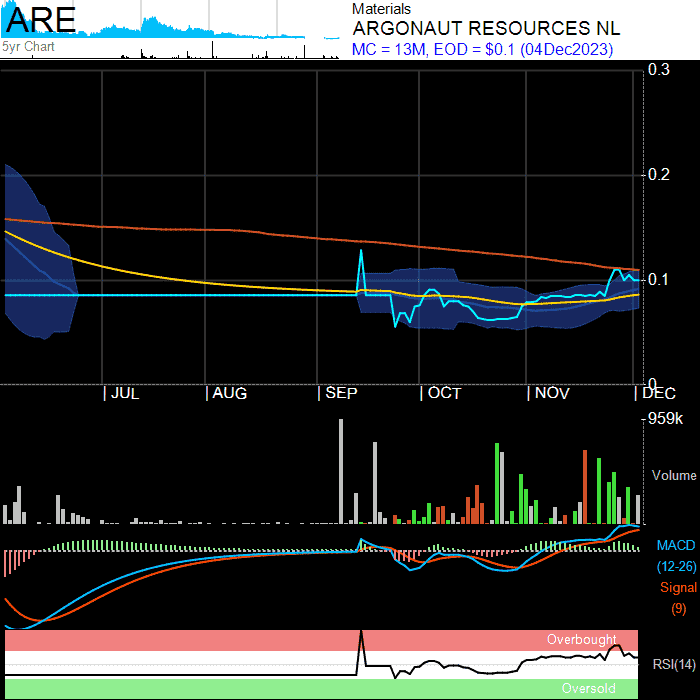 ARE
5yr Chart
Materials
ARGONAUT RESOURCES NL
MC = 13M, EOD = $0.1 (04Dec2023)
0.3
0.2
0.1
0
JUL
AUG
SEP
OCT
NOV
DEC
959k
Volume
MACD
(12-26)
Signal
(9)
Overbought
RSI(14)
Oversold